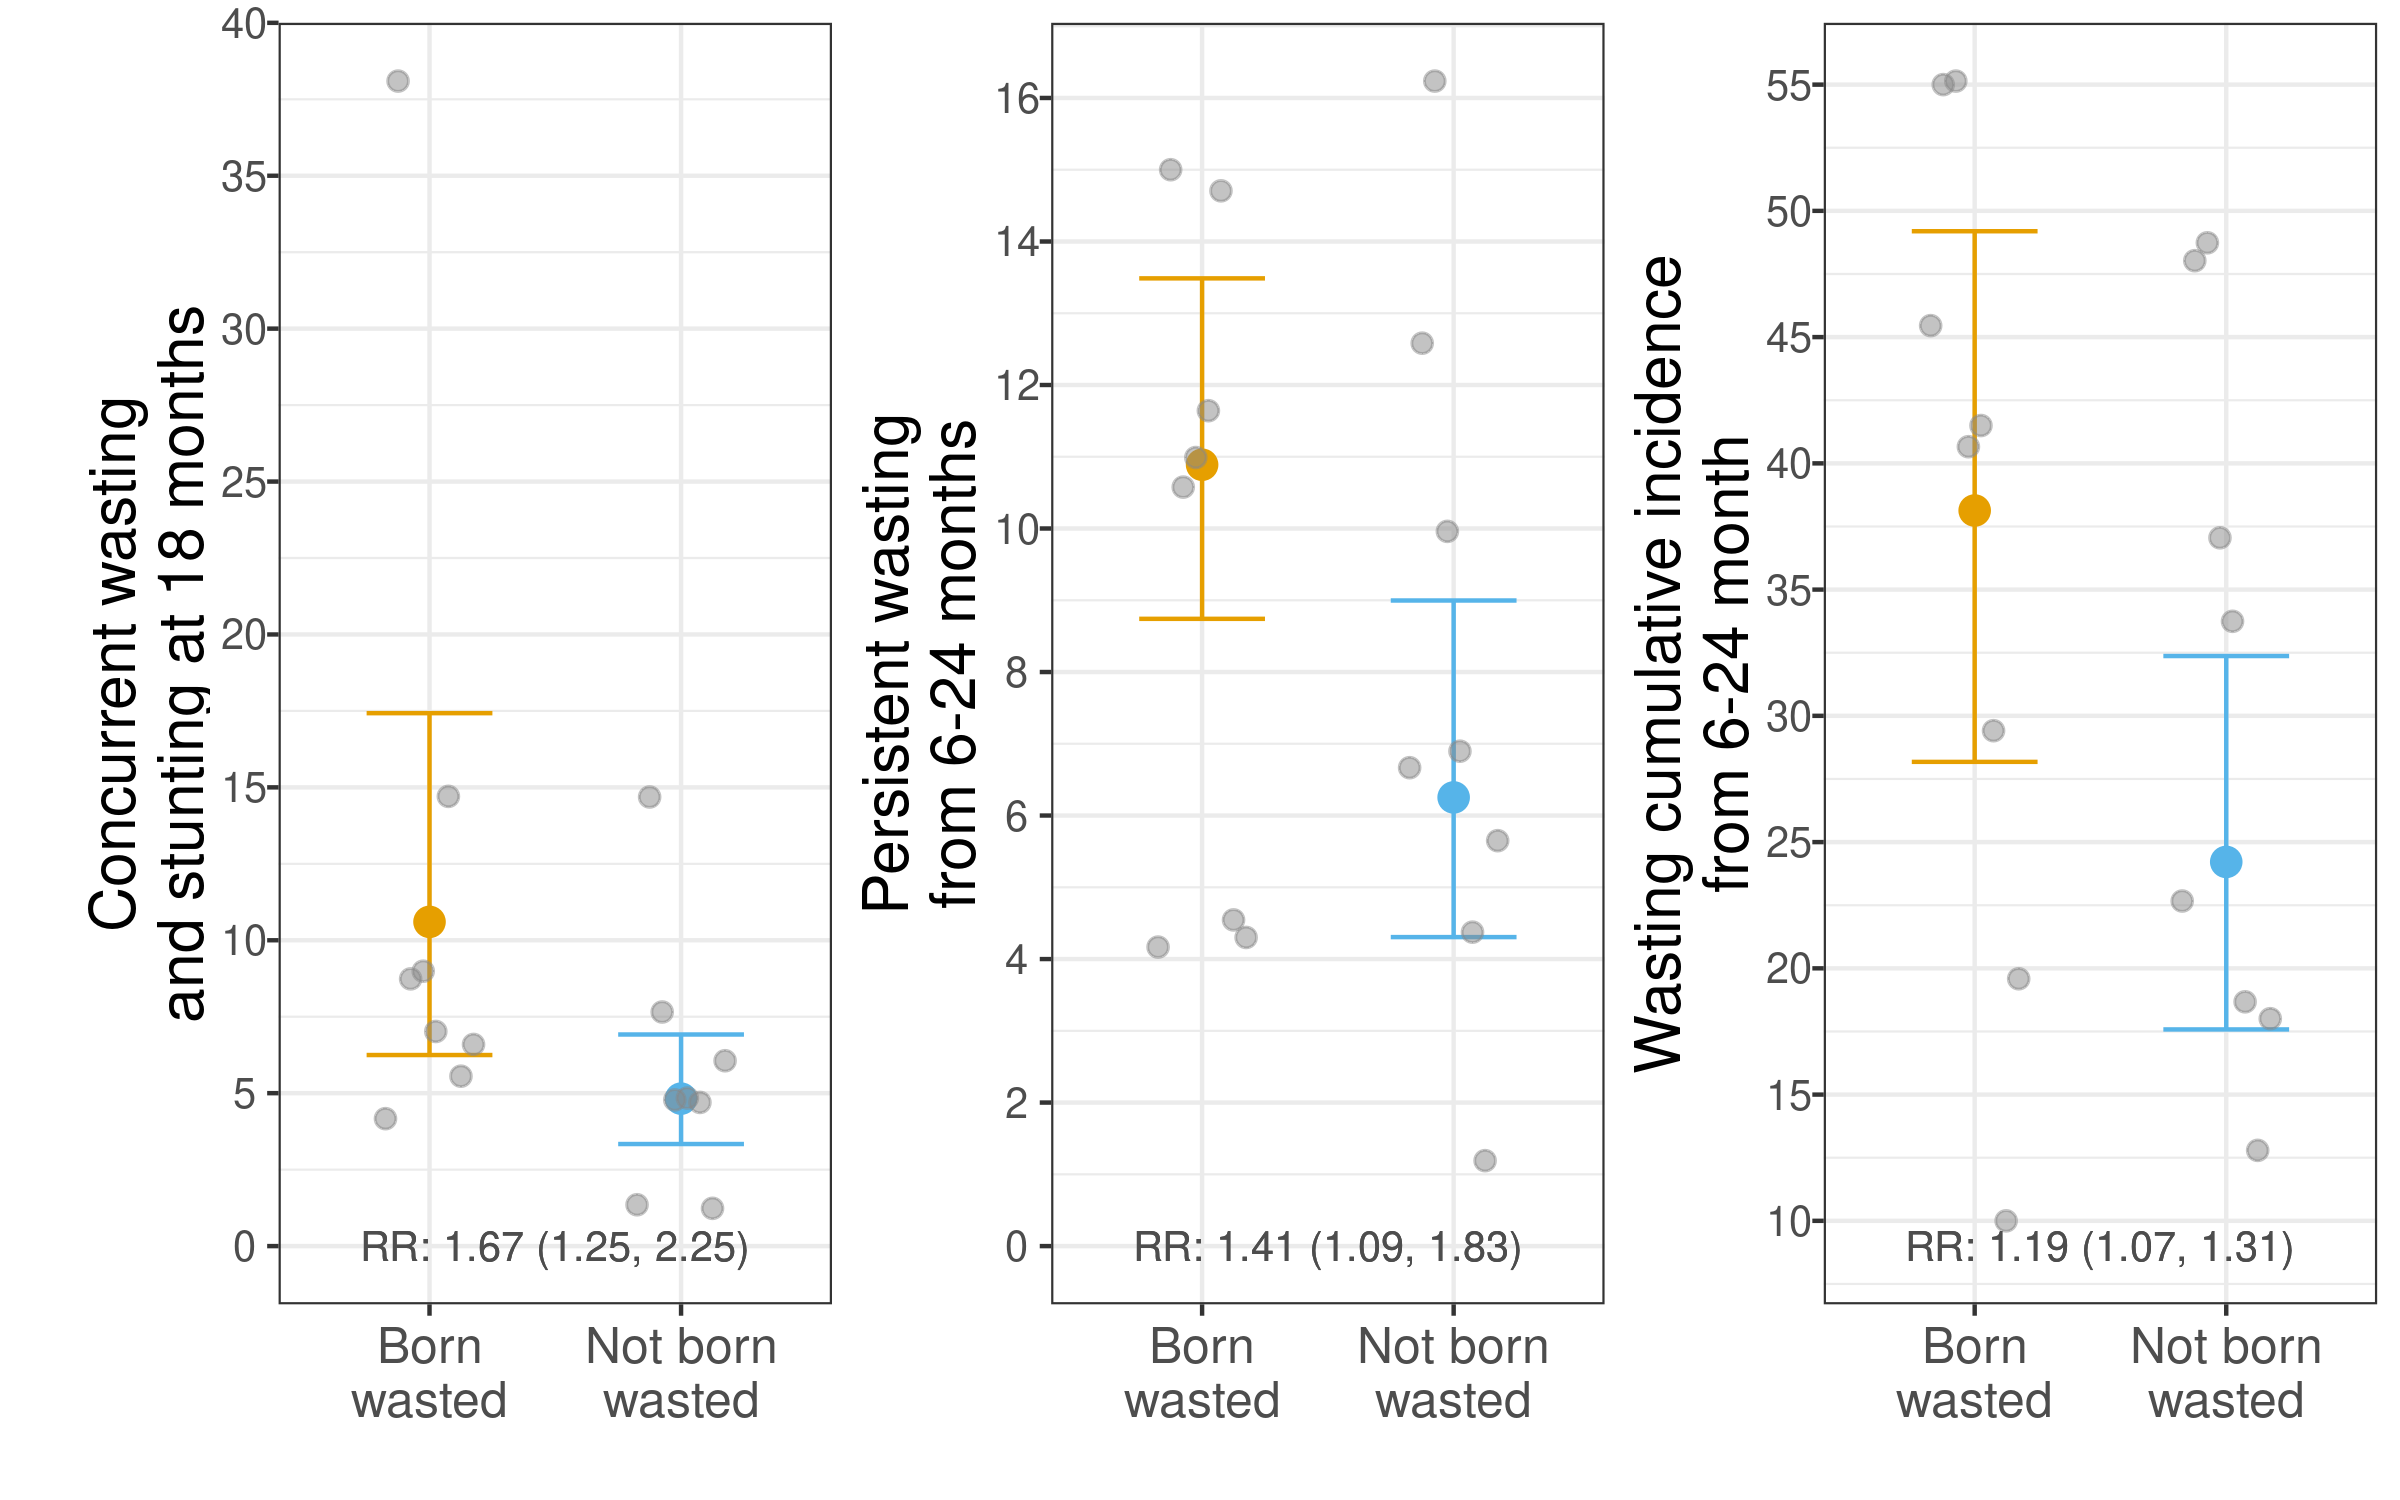 Concurrent wasting
and stunting at 18 months
40
35
30
25
20
15
10
5
0
RR: 1.67 (1.25, 2.25)
Born
wasted
Not born
wasted
Persistent wasting
from 6-24 months
16
14
12
10
8
6
4
2
0
RR: 1.41 (1.09, 1.83)
Born
wasted
Not born
wasted
Wasting cumulative incidence
from 6-24 month
55
50
45
40
35
30
25
20
15
10
RR: 1.19 (1.07, 1.31)
Born
wasted
Not born
wasted